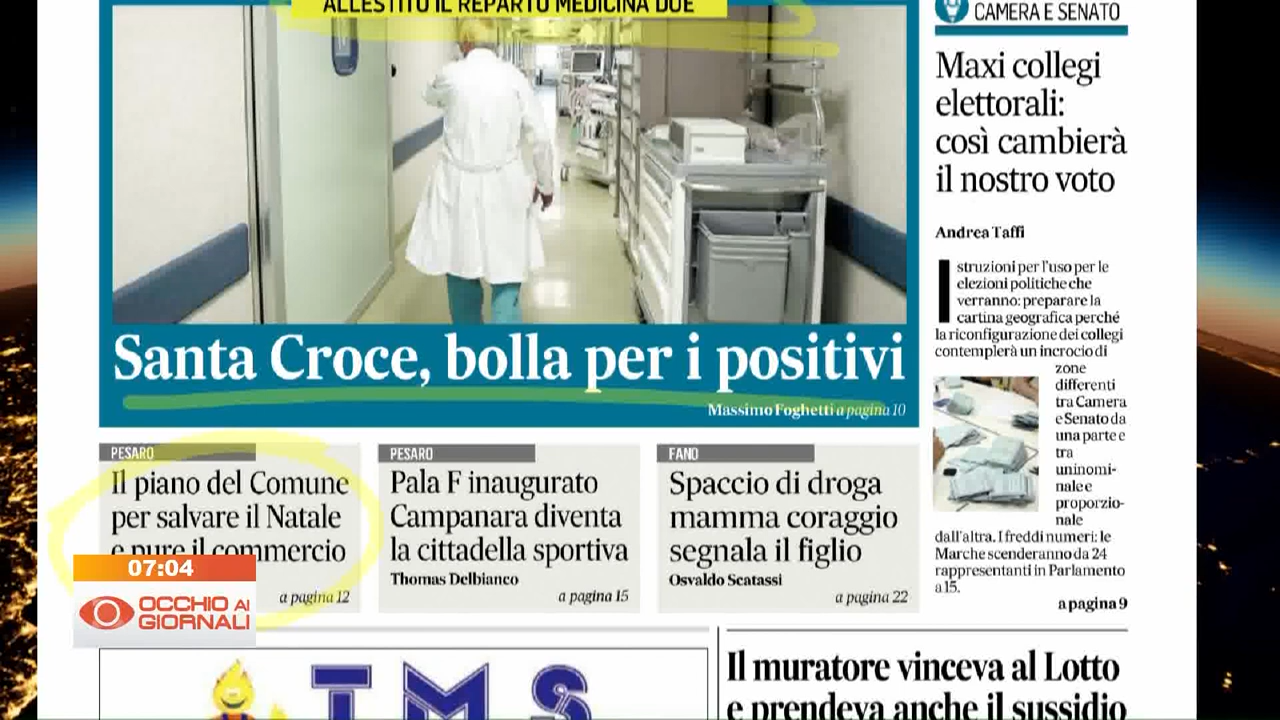 ALLESTITO IL REPARTO MEDICINA DUE
Santa Croce, bolla per i positivi
Massimo Foghetti a pagina 10
CAMERA E SENATO
Maxi collegi
elettorali:
così cambierà
il nostro voto
Andrea Taffi
Istruzioni per l'uso per le
elezioni politiche che
verranno: preparare la
cartina geografica perché
la riconfigurazione dei collegi
contemplerà un incrocio di
zone
differenti
tra Camera
e Senato da
una parte e
tra
uninomi-
nale e
proporzio-
nale
dall'altra. I freddi numeri: le
Marche scenderanno da 24
rappresentanti in Parlamento
a 15.
a pagina 9
PESARO
Il piano del Comune
per salvare il Natale
e pure il commercio
a pagina 12
PESARO
Pala F inaugurato
Campanara diventa
la cittadella sportiva
Thomas Delbianco
a pagina 15
FANO
Spaccio di droga
mamma coraggio
segnala il figlio
Osvaldo Scatassi
a pagina 22
07:04
OCCHIO AI
GIORNALI
TMS
Il muratore vinceva al Lotto
e prendeva anche il sussidio